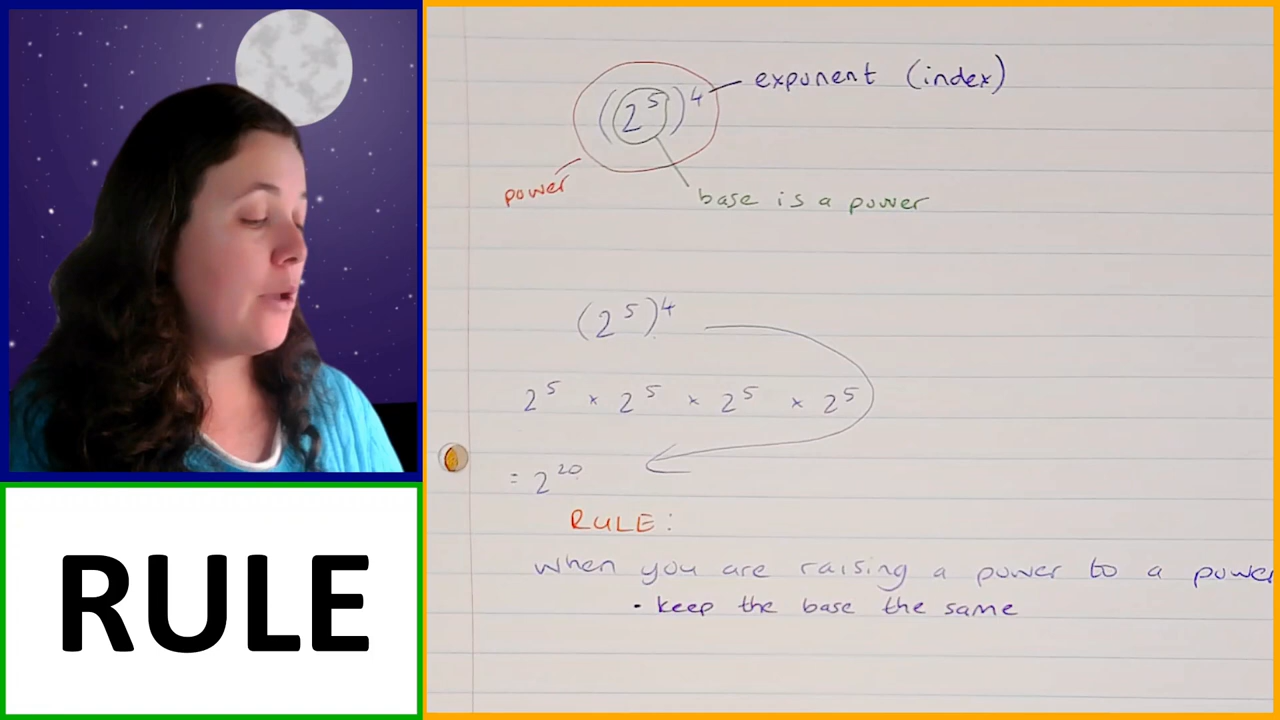 exponent (index)
((2⁵))⁴
power
base is a power
(2⁵)⁴
2⁵ × 2⁵ × 2⁵ × 2⁵
= 2²⁰
RULE:
when you are raising a power to a power
· keep the base the same
RULE